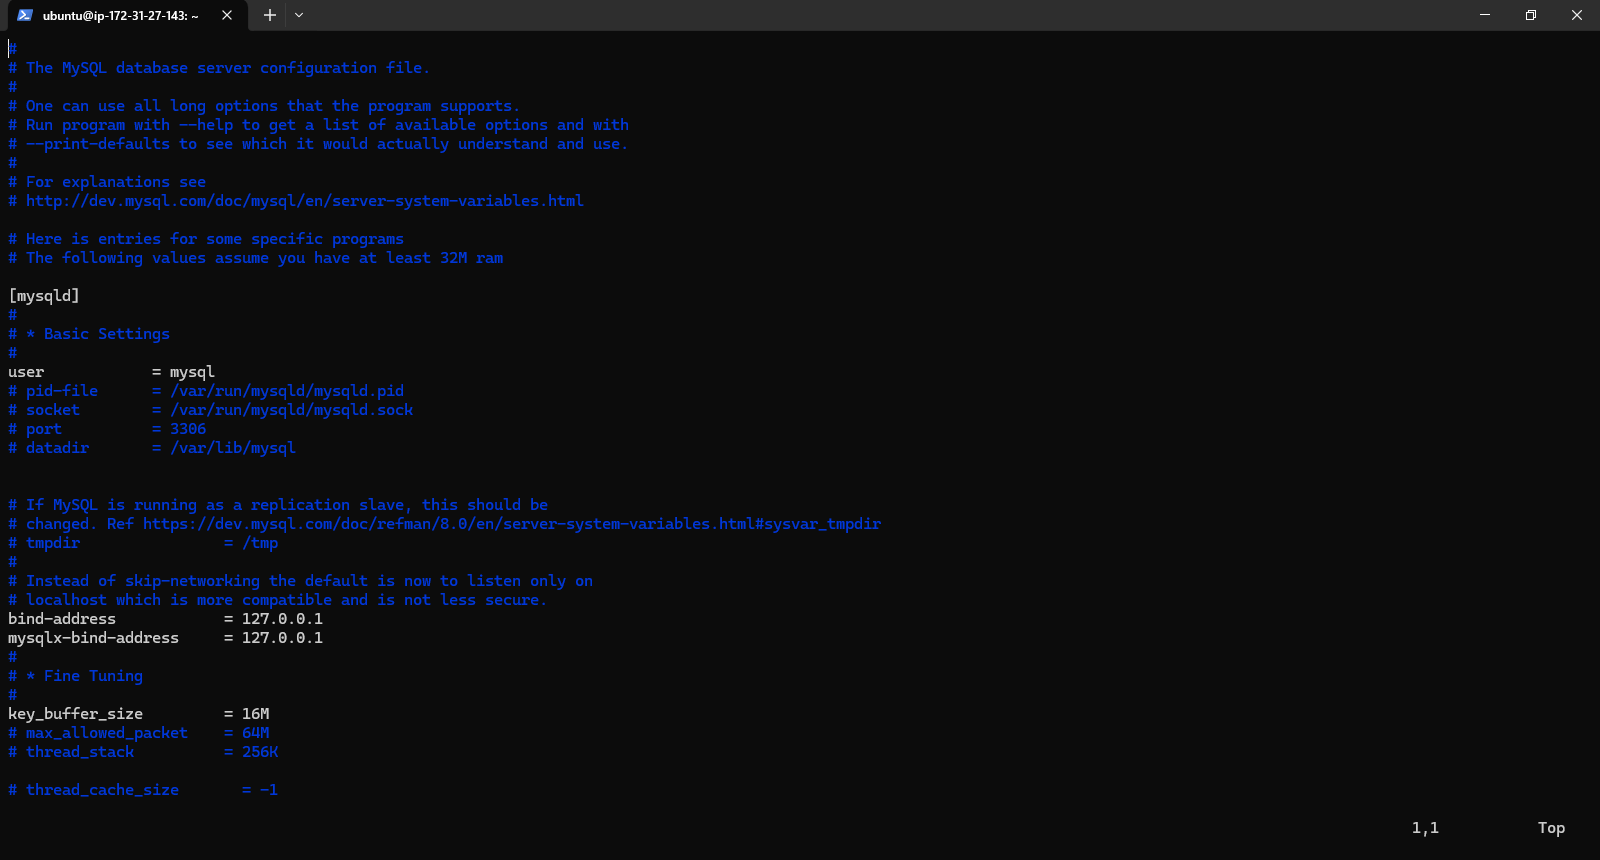 ubuntu@ip-172-31-27-143: ~
#
# The MySQL database server configuration file.
#
# One can use all long options that the program supports.
# Run program with --help to get a list of available options and with
# --print-defaults to see which it would actually understand and use.
#
# For explanations see
# http://dev.mysql.com/doc/mysql/en/server-system-variables.html

# Here is entries for some specific programs
# The following values assume you have at least 32M ram

[mysqld]
#
# * Basic Settings
#
user            = mysql
# pid-file      = /var/run/mysqld/mysqld.pid
# socket        = /var/run/mysqld/mysqld.sock
# port          = 3306
# datadir       = /var/lib/mysql


# If MySQL is running as a replication slave, this should be
# changed. Ref https://dev.mysql.com/doc/refman/8.0/en/server-system-variables.html#sysvar_tmpdir
# tmpdir                = /tmp
#
# Instead of skip-networking the default is now to listen only on
# localhost which is more compatible and is not less secure.
bind-address            = 127.0.0.1
mysqlx-bind-address     = 127.0.0.1
#
# * Fine Tuning
#
key_buffer_size         = 16M
# max_allowed_packet    = 64M
# thread_stack          = 256K

# thread_cache_size       = -1

1,1           Top